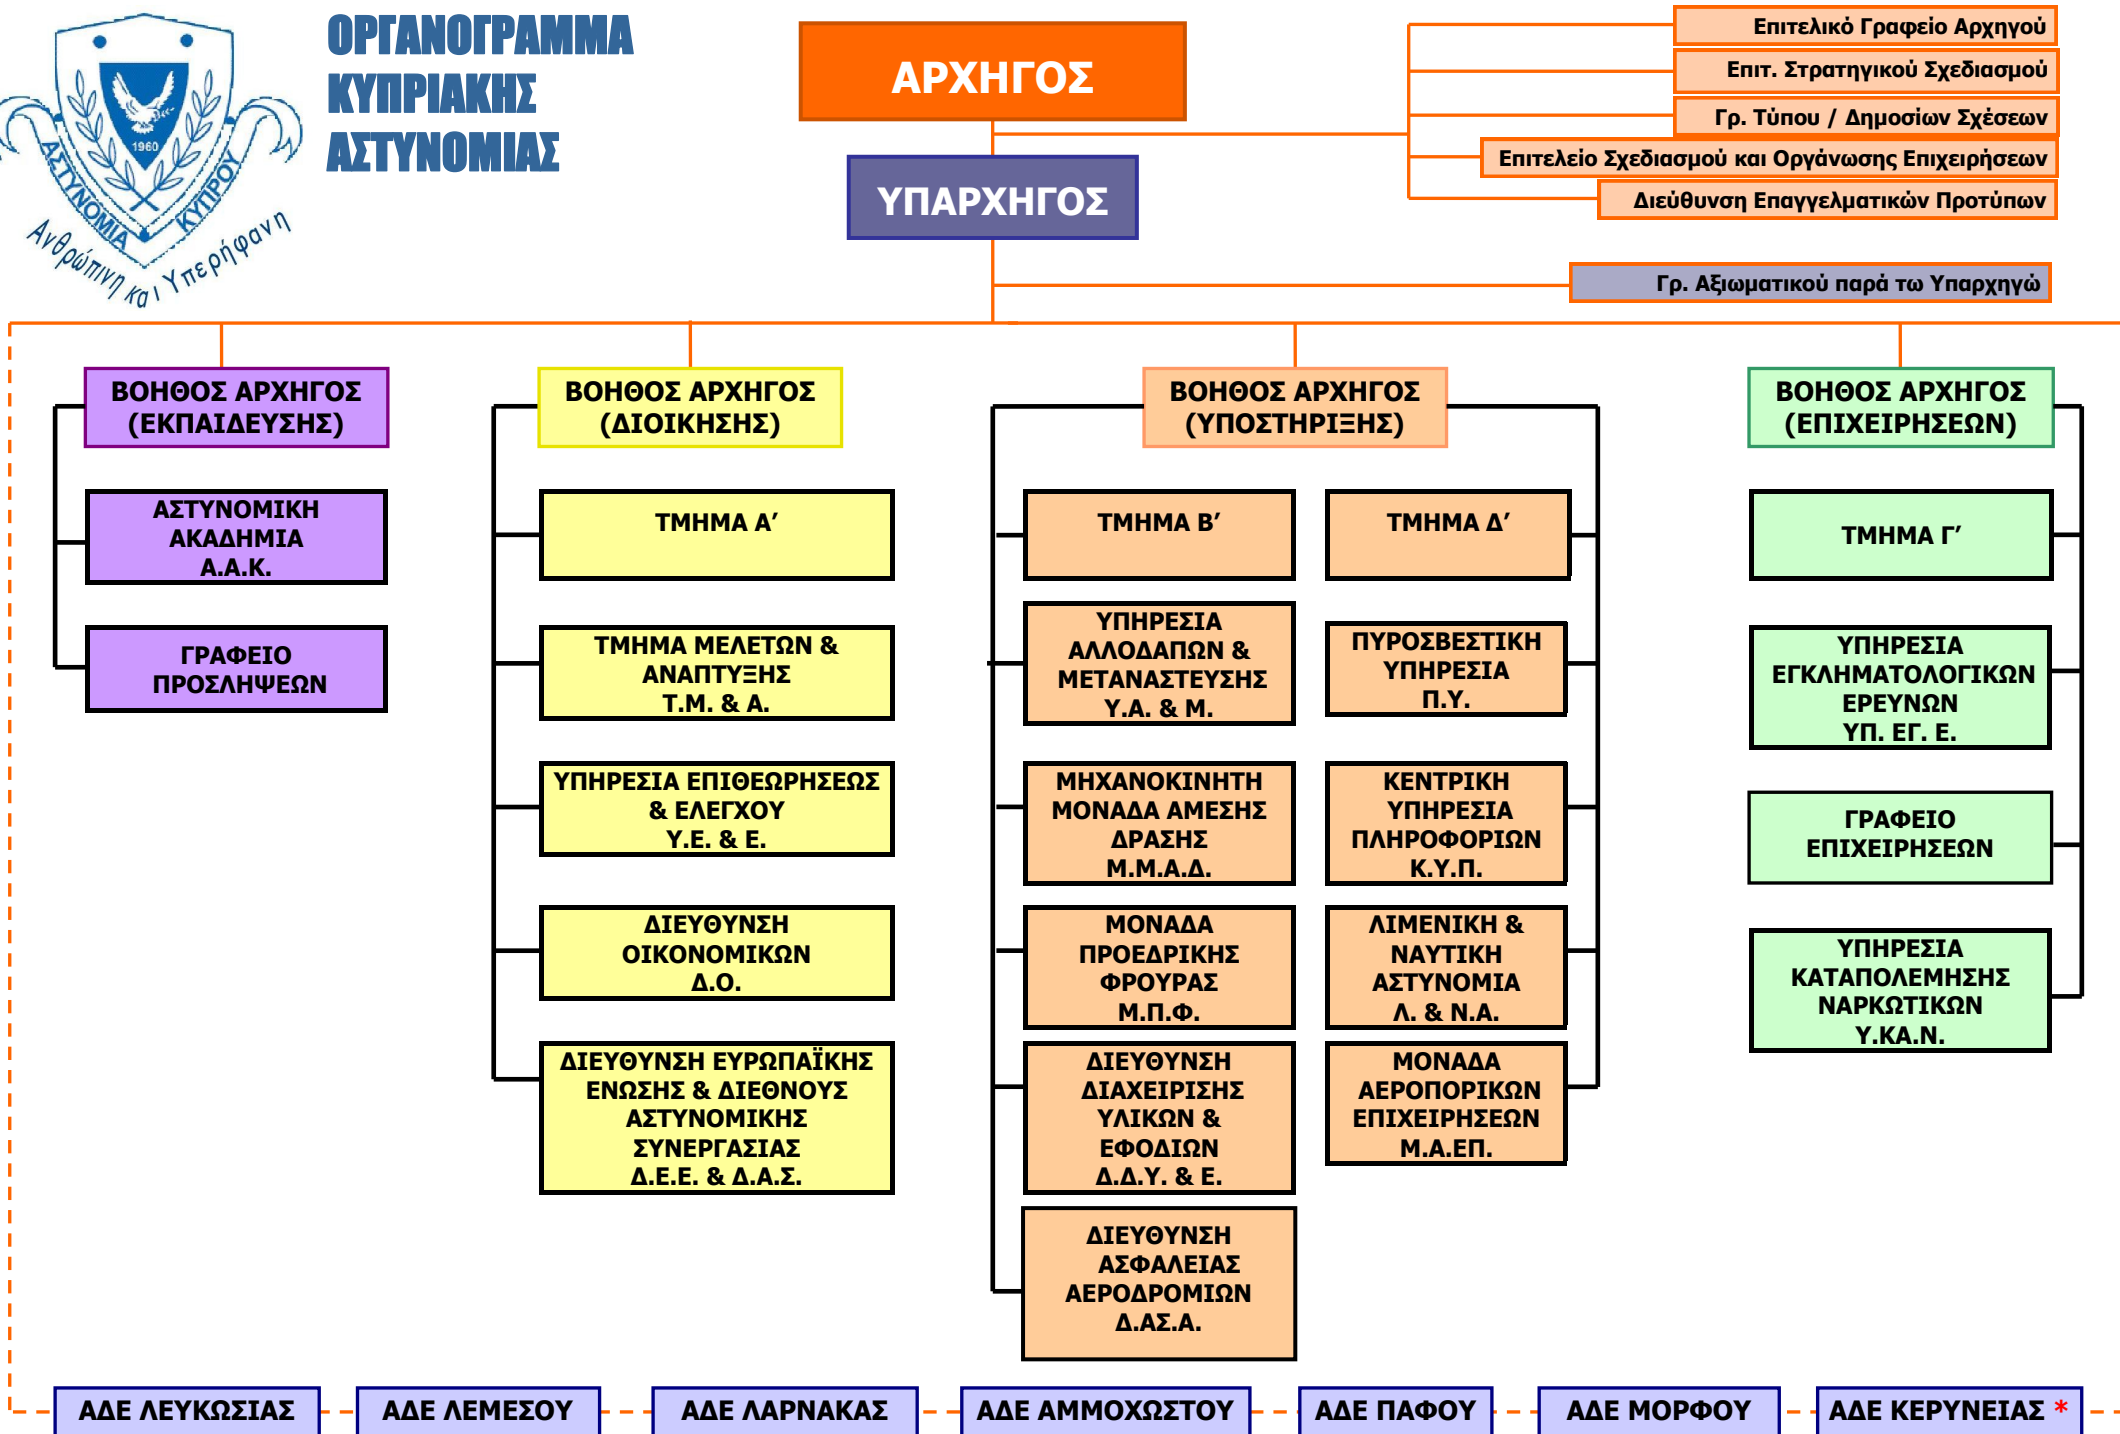 ΟΡΓΑΝΟΓΡΑΜΜΑ
ΚΥΠΡΙΑΚΗΣ
ΑΣΤΥΝΟΜΙΑΣ
1960
ΑΣΤΥΝΟΜΙΑ ΚΥΠΡΟΥ
Ανθρώπινη και Υπερήφανη
ΑΡΧΗΓΟΣ
ΥΠΑΡΧΗΓΟΣ
Επιτελικό Γραφείο Αρχηγού
Επιτ. Στρατηγικού Σχεδιασμού
Γρ. Τύπου / Δημοσίων Σχέσεων
Επιτελείο Σχεδιασμού και Οργάνωσης Επιχειρήσεων
Διεύθυνση Επαγγελματικών Προτύπων
Γρ. Αξιωματικού παρά τω Υπαρχηγώ
ΒΟΗΘΟΣ ΑΡΧΗΓΟΣ
(ΕΚΠΑΙΔΕΥΣΗΣ)
ΑΣΤΥΝΟΜΙΚΗ
ΑΚΑΔΗΜΙΑ
Α.Α.Κ.
ΓΡΑΦΕΙΟ
ΠΡΟΣΛΗΨΕΩΝ
ΒΟΗΘΟΣ ΑΡΧΗΓΟΣ
(ΔΙΟΙΚΗΣΗΣ)
ΤΜΗΜΑ Α′
ΤΜΗΜΑ ΜΕΛΕΤΩΝ &
ΑΝΑΠΤΥΞΗΣ
Τ.Μ. & Α.
ΥΠΗΡΕΣΙΑ ΕΠΙΘΕΩΡΗΣΕΩΣ
& ΕΛΕΓΧΟΥ
Υ.Ε. & Ε.
ΔΙΕΥΘΥΝΣΗ
ΟΙΚΟΝΟΜΙΚΩΝ
Δ.Ο.
ΔΙΕΥΘΥΝΣΗ ΕΥΡΩΠΑΪΚΗΣ
ΕΝΩΣΗΣ & ΔΙΕΘΝΟΥΣ
ΑΣΤΥΝΟΜΙΚΗΣ
ΣΥΝΕΡΓΑΣΙΑΣ
Δ.Ε.Ε. & Δ.Α.Σ.
ΒΟΗΘΟΣ ΑΡΧΗΓΟΣ
(ΥΠΟΣΤΗΡΙΞΗΣ)
ΤΜΗΜΑ Β′
ΥΠΗΡΕΣΙΑ
ΑΛΛΟΔΑΠΩΝ &
ΜΕΤΑΝΑΣΤΕΥΣΗΣ
Υ.Α. & Μ.
ΜΗΧΑΝΟΚΙΝΗΤΗ
ΜΟΝΑΔΑ ΑΜΕΣΗΣ
ΔΡΑΣΗΣ
Μ.Μ.Α.Δ.
ΜΟΝΑΔΑ
ΠΡΟΕΔΡΙΚΗΣ
ΦΡΟΥΡΑΣ
Μ.Π.Φ.
ΔΙΕΥΘΥΝΣΗ
ΔΙΑΧΕΙΡΙΣΗΣ
ΥΛΙΚΩΝ &
ΕΦΟΔΙΩΝ
Δ.Δ.Υ. & Ε.
ΔΙΕΥΘΥΝΣΗ
ΑΣΦΑΛΕΙΑΣ
ΑΕΡΟΔΡΟΜΙΩΝ
Δ.ΑΣ.Α.
ΤΜΗΜΑ Δ′
ΠΥΡΟΣΒΕΣΤΙΚΗ
ΥΠΗΡΕΣΙΑ
Π.Υ.
ΚΕΝΤΡΙΚΗ
ΥΠΗΡΕΣΙΑ
ΠΛΗΡΟΦΟΡΙΩΝ
Κ.Υ.Π.
ΛΙΜΕΝΙΚΗ &
ΝΑΥΤΙΚΗ
ΑΣΤΥΝΟΜΙΑ
Λ. & Ν.Α.
ΜΟΝΑΔΑ
ΑΕΡΟΠΟΡΙΚΩΝ
ΕΠΙΧΕΙΡΗΣΕΩΝ
Μ.Α.ΕΠ.
ΒΟΗΘΟΣ ΑΡΧΗΓΟΣ
(ΕΠΙΧΕΙΡΗΣΕΩΝ)
ΤΜΗΜΑ Γ′
ΥΠΗΡΕΣΙΑ
ΕΓΚΛΗΜΑΤΟΛΟΓΙΚΩΝ
ΕΡΕΥΝΩΝ
ΥΠ. ΕΓ. Ε.
ΓΡΑΦΕΙΟ
ΕΠΙΧΕΙΡΗΣΕΩΝ
ΥΠΗΡΕΣΙΑ
ΚΑΤΑΠΟΛΕΜΗΣΗΣ
ΝΑΡΚΩΤΙΚΩΝ
Υ.ΚΑ.Ν.
ΑΔΕ ΛΕΥΚΩΣΙΑΣ
ΑΔΕ ΛΕΜΕΣΟΥ
ΑΔΕ ΛΑΡΝΑΚΑΣ
ΑΔΕ ΑΜΜΟΧΩΣΤΟΥ
ΑΔΕ ΠΑΦΟΥ
ΑΔΕ ΜΟΡΦΟΥ
ΑΔΕ ΚΕΡΥΝΕΙΑΣ *